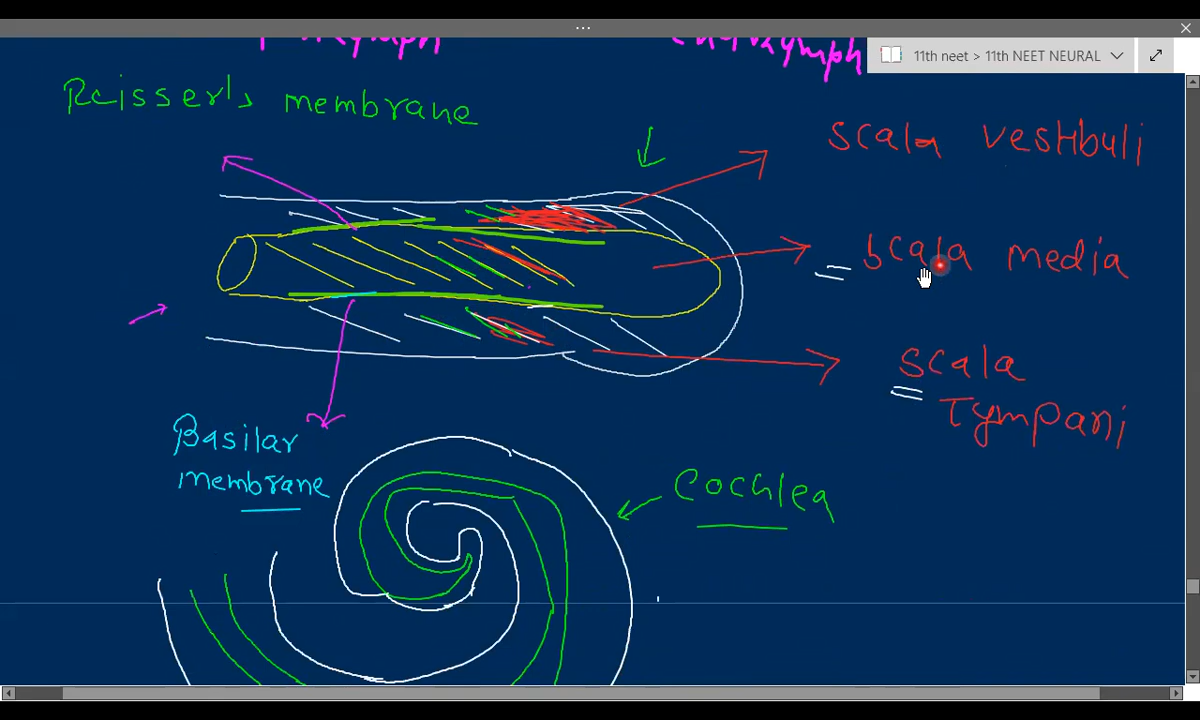 11th neet > 11th NEET NEURAL
Reisser's membrane
scala vestibuli
scala media
scala
Tympani
Basilar
membrane
Cochlea